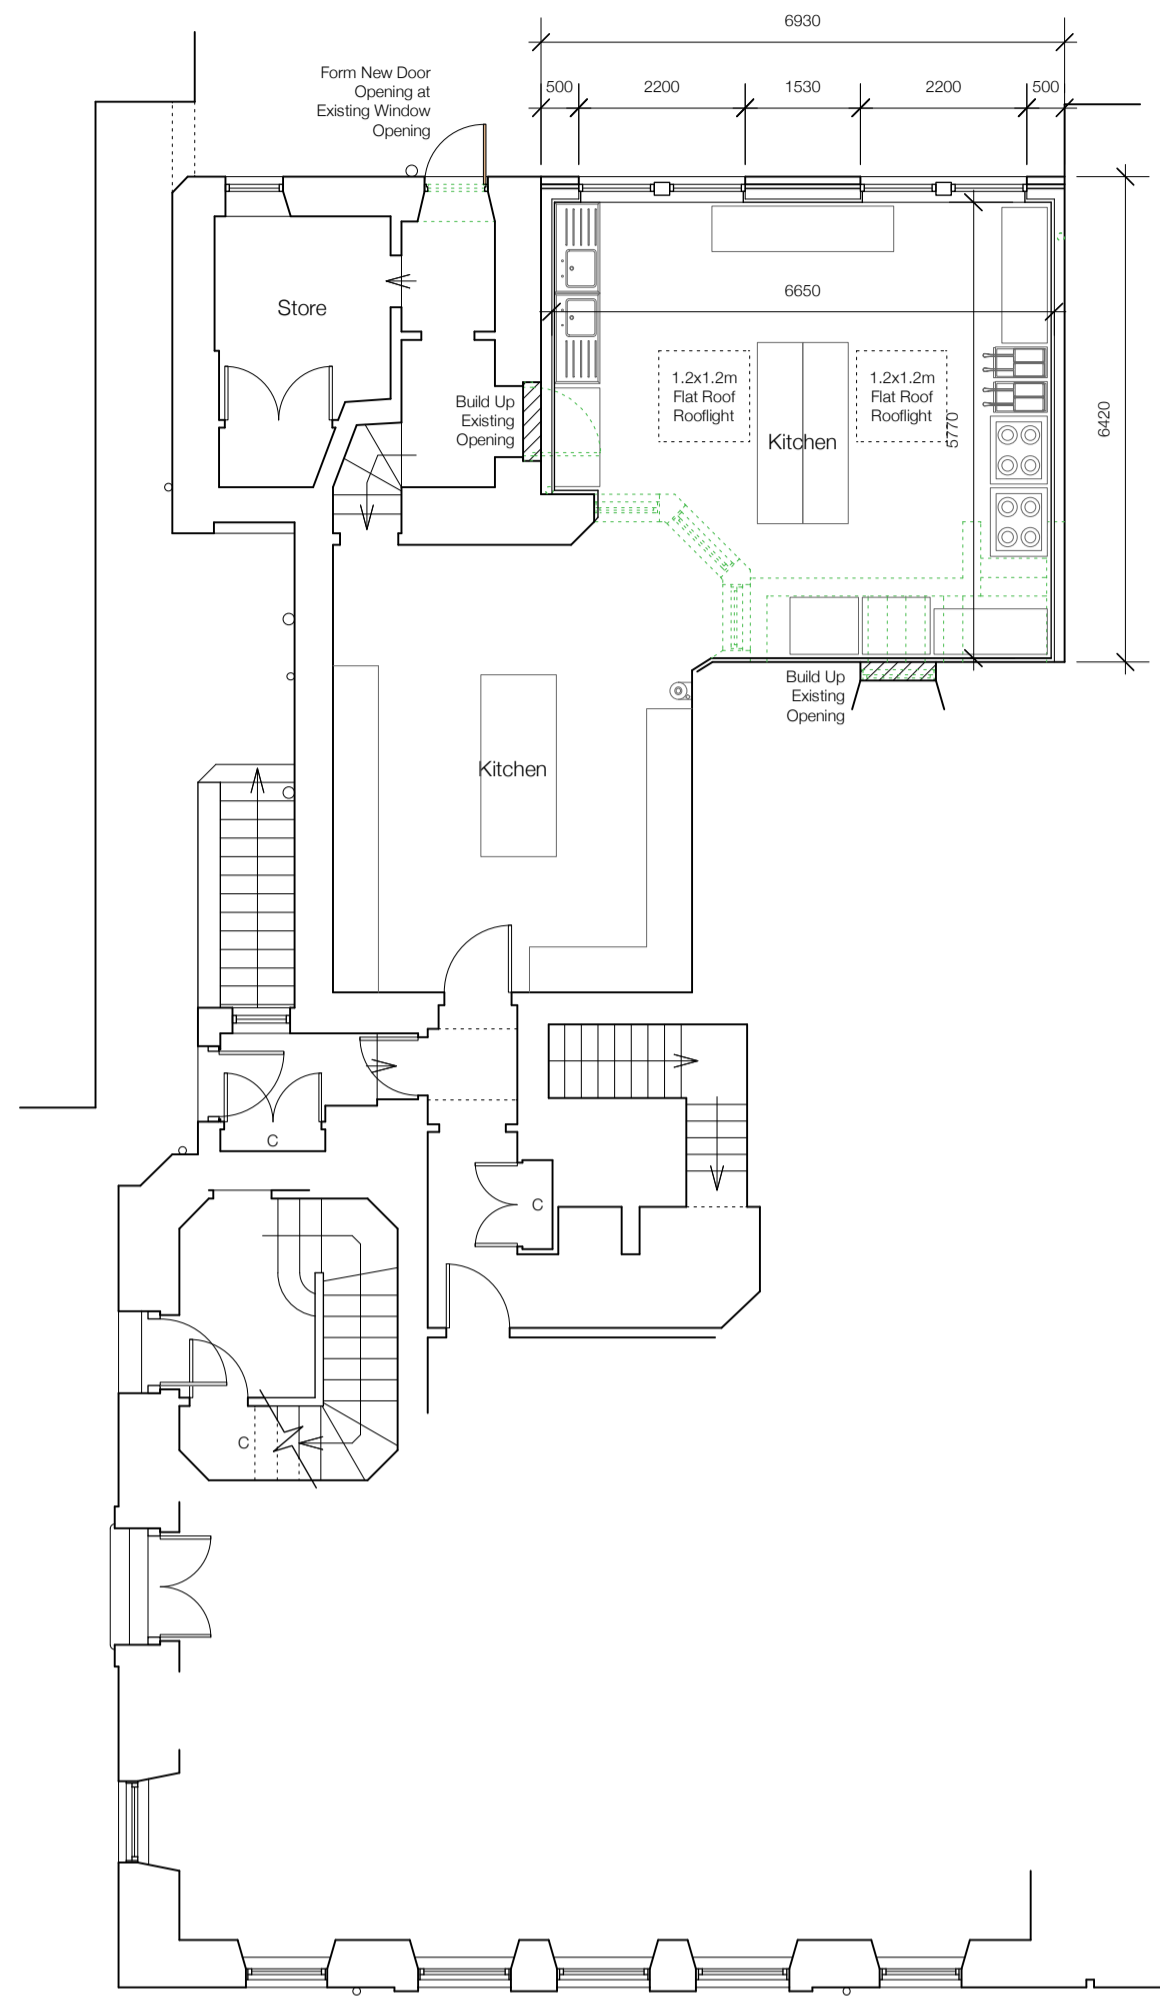 6930
500
2200
1530
2200
500
Form New Door
Opening at
Existing Window
Opening
Store
6650
1.2x1.2m
Flat Roof
Rooflight
1.2x1.2m
Flat Roof
Rooflight
Kitchen
5770
6420
Build Up
Existing
Opening
Build Up
Existing
Opening
Kitchen
C
C
C